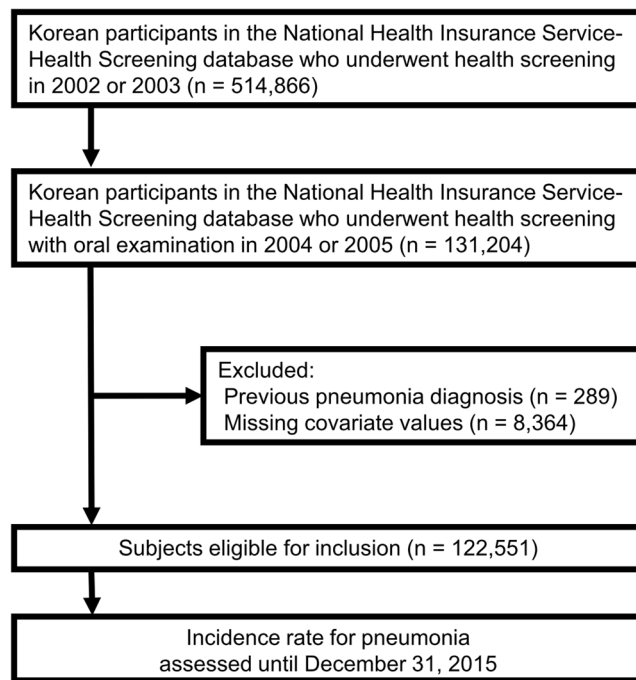 Korean participants in the National Health Insurance Service-
Health Screening database who underwent health screening
in 2002 or 2003 (n = 514,866)
Korean participants in the National Health Insurance Service-
Health Screening database who underwent health screening
with oral examination in 2004 or 2005 (n = 131,204)
Excluded:
Previous pneumonia diagnosis (n = 289)
Missing covariate values (n = 8,364)
Subjects eligible for inclusion (n = 122,551)
Incidence rate for pneumonia
assessed until December 31, 2015